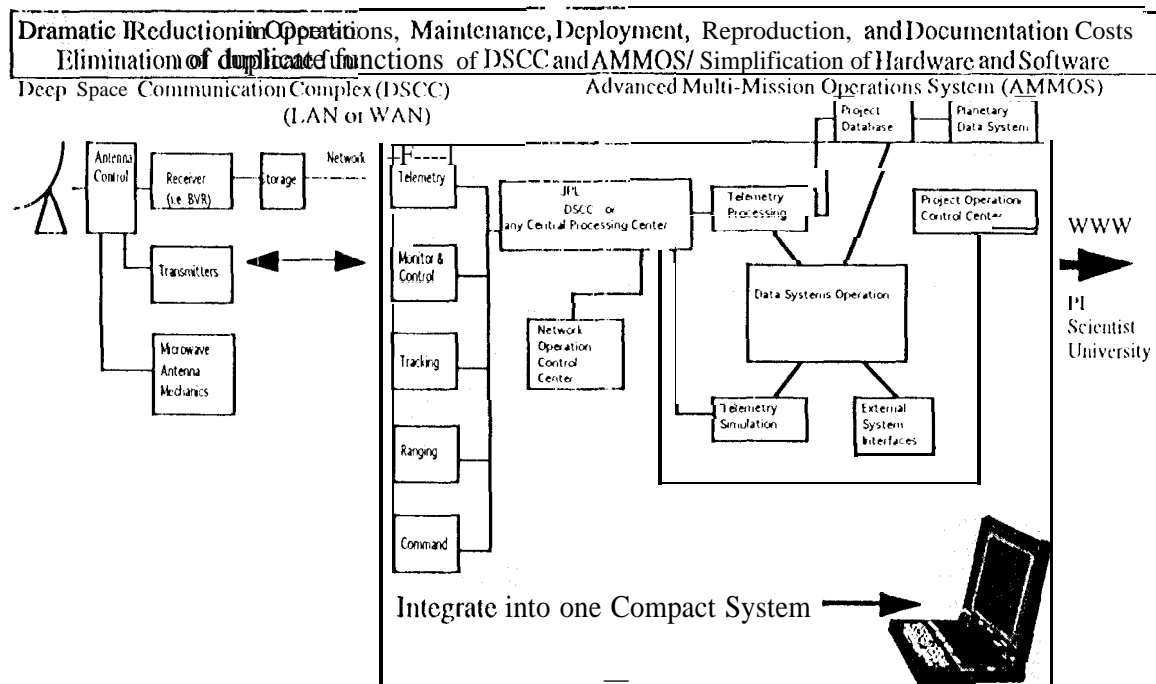 Dramatic IReduction in Operations, Maintenance, Deployment, Reproduction, and Documentation Costs
Elimination of duplicate functions of DSCC and AMMOS/ Simplification of Hardware and Software
Deep Space Communication Complex (DSCC)
(LAN or WAN)
Advanced Multi-Mission Operations System (AMMOS)
Antenna
Control
Recerver
(i.e. BVR)
torage
Network
Transmitters
Microwave
Antenna
Mechanics
Telemetry
Monitor &
Control
Tracking
Ranging
Command
JPL
DSCC or
any Central Processing Center
Network
Operation
Control
Center
Telemetry
Processing
Project
Database
Planetary
Data System
Project Operation
Control Center
Data Systems Operation
Telemetry
Simulation
External
System
Interfaces
WWW
PI
Scientist
University
Integrate into one Compact System